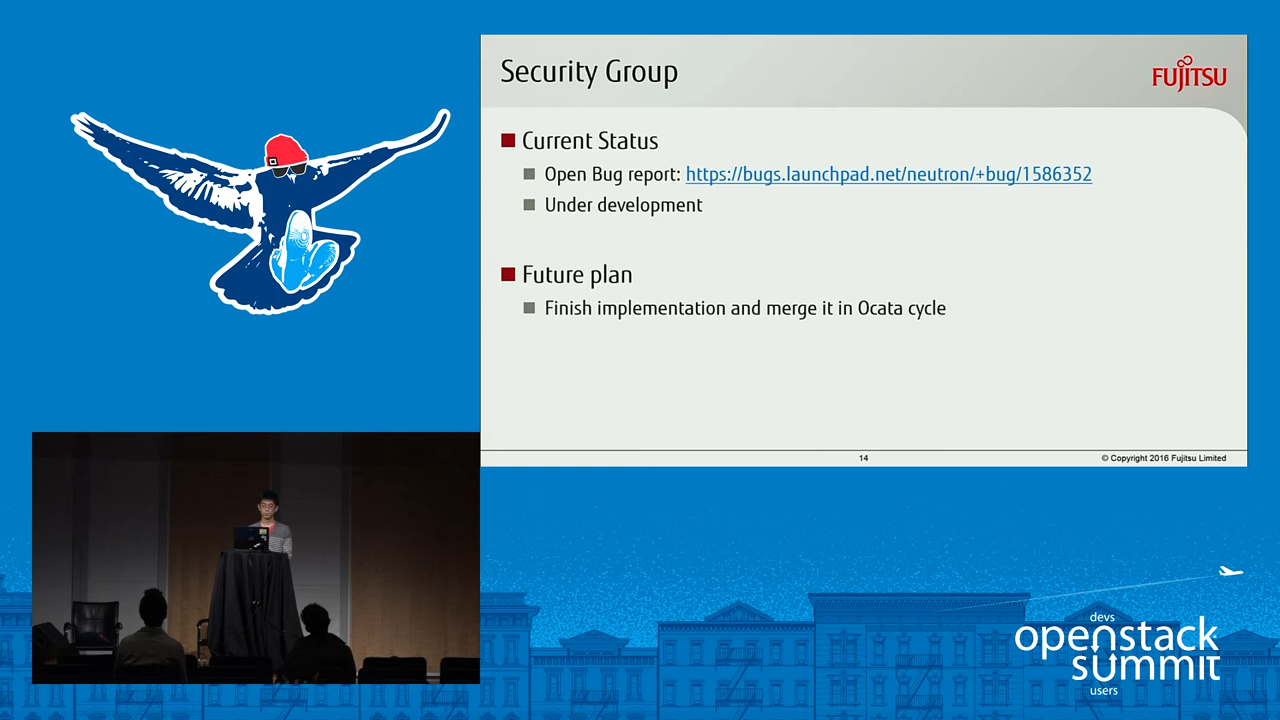 Security Group
FUJITSU
Current Status
Open Bug report: https://bugs.launchpad.net/neutron/+bug/1586352
Under development
Future plan
Finish implementation and merge it in Ocata cycle
14
© Copyright 2016 Fujitsu Limited
devs
openstack
summit
users